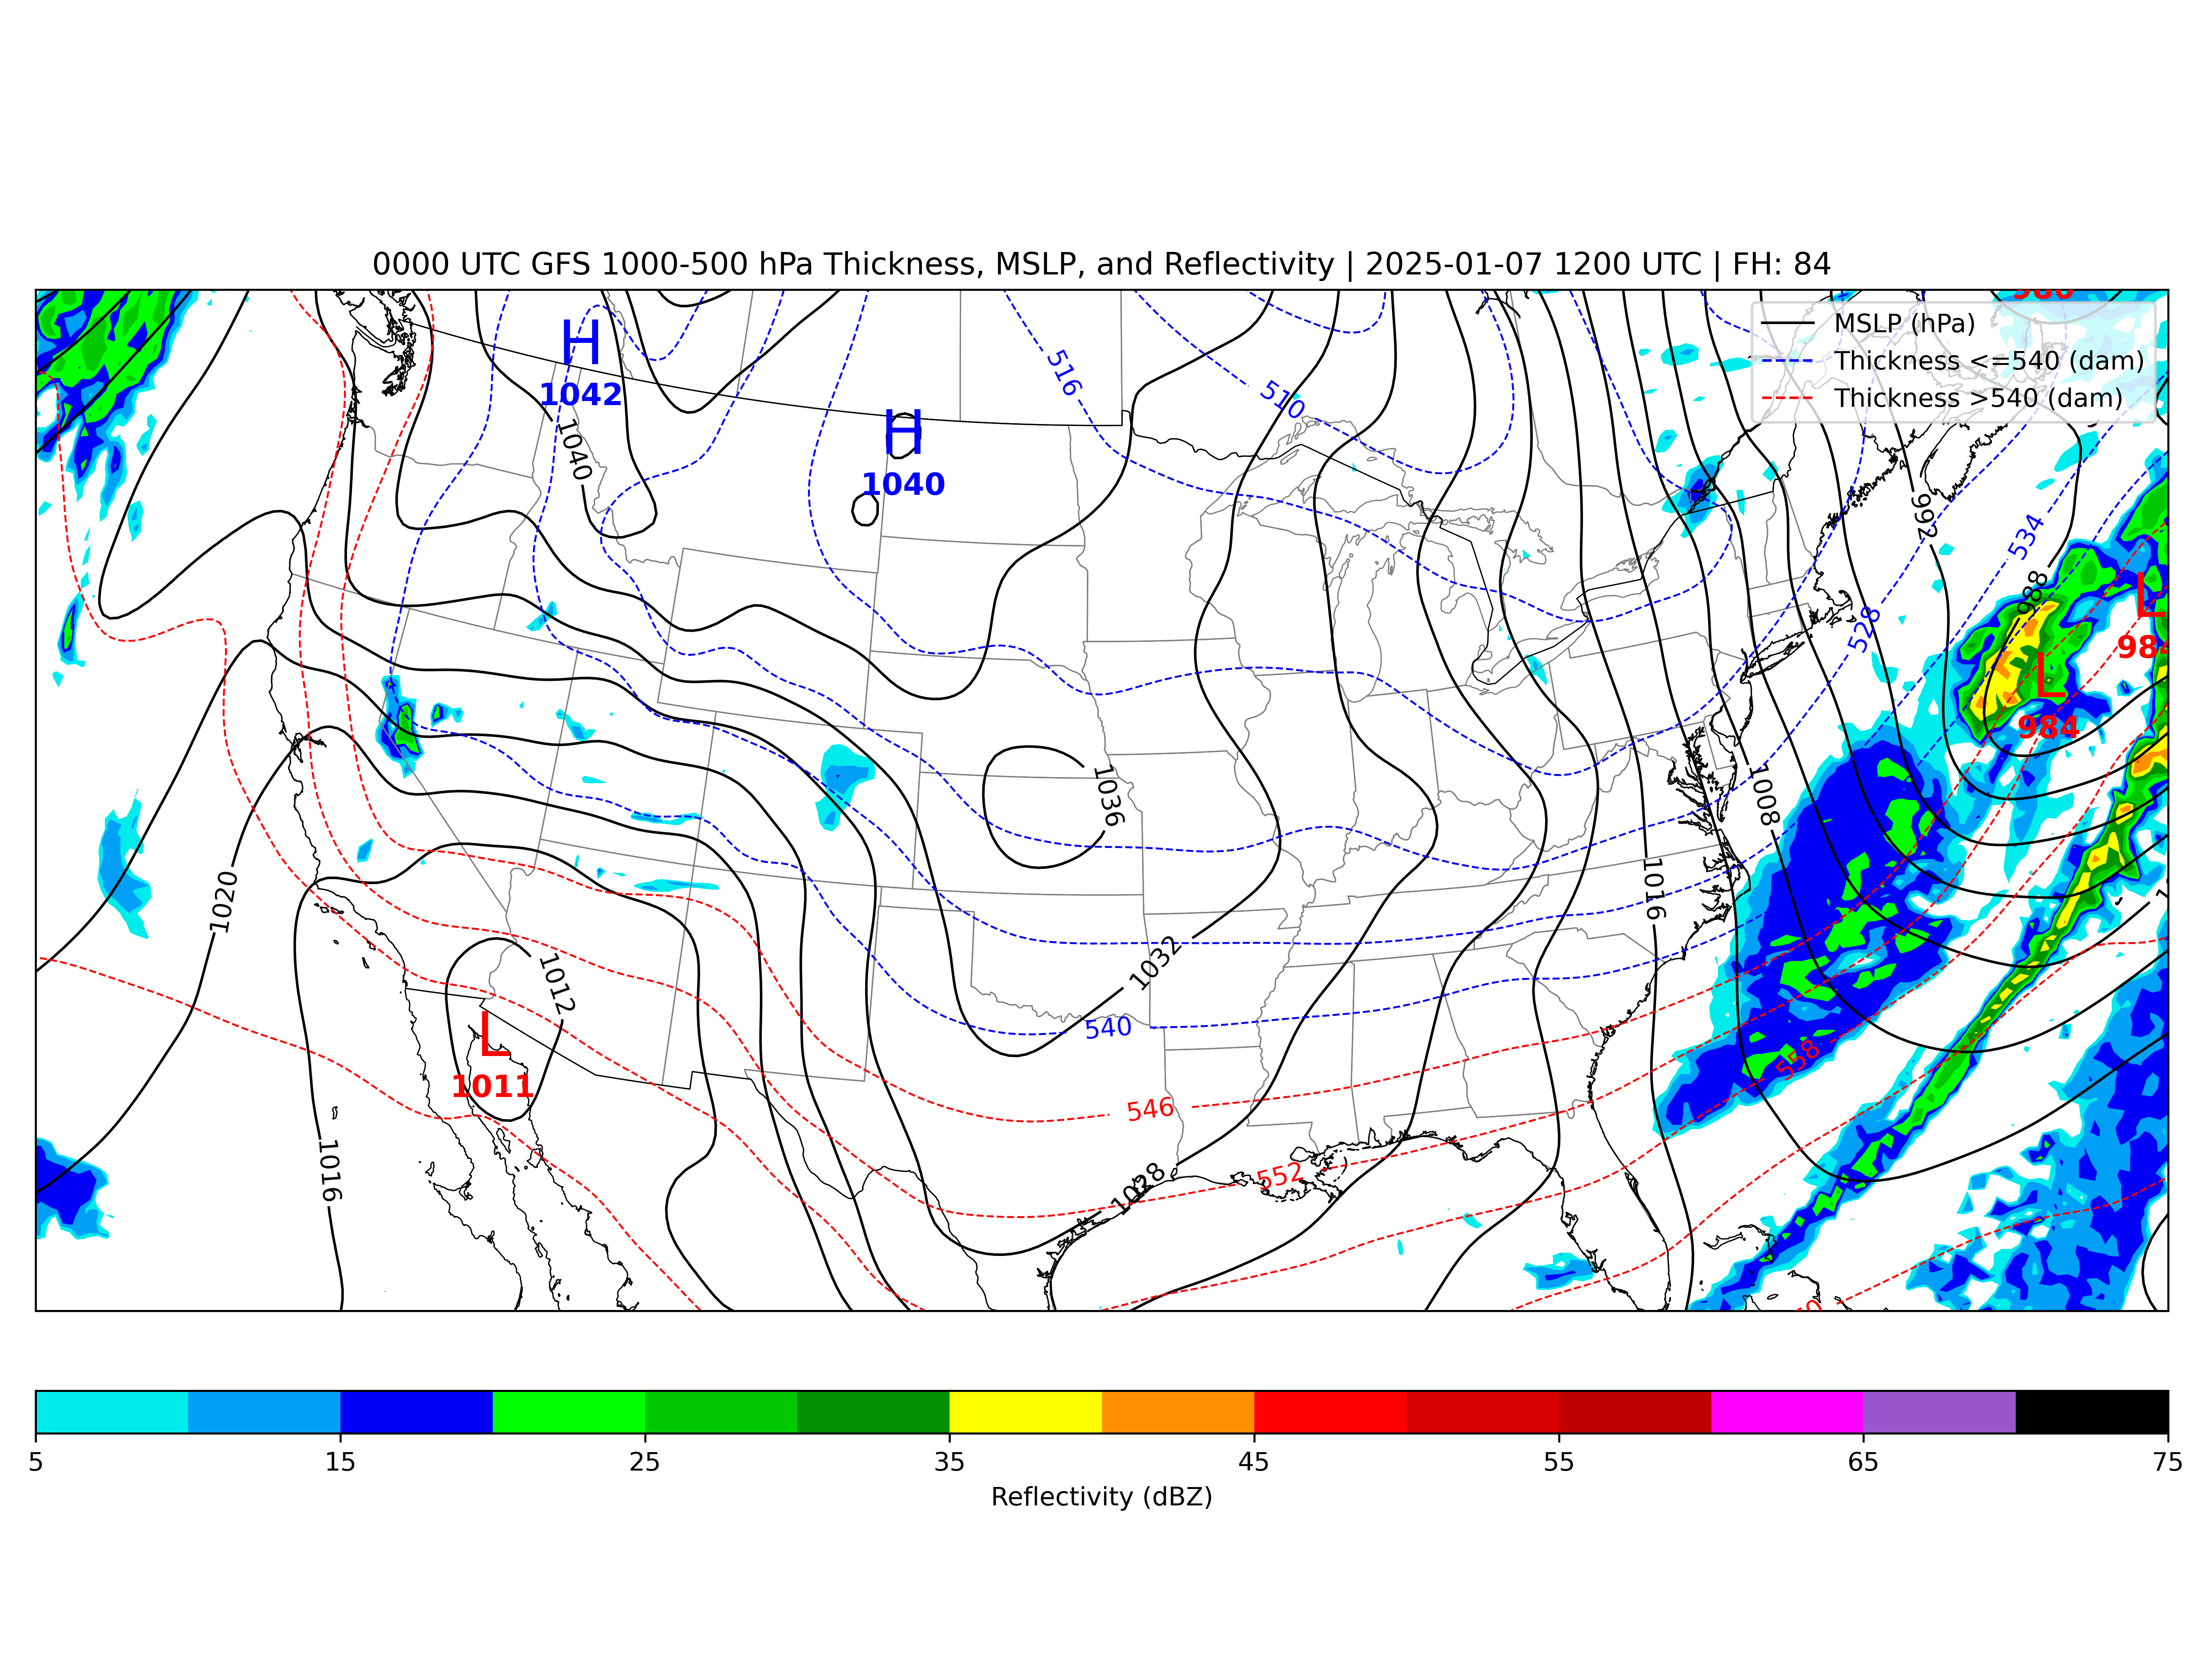 0000 UTC GFS 1000-500 hPa Thickness, MSLP, and Reflectivity | 2025-01-07 1200 UTC | FH: 84
MSLP (hPa)
Thickness <=540 (dam)
Thickness >540 (dam)
H
1042
H
1040
1040
516
510
992
534
988
528
L
L
984
1036
1008
1020
1016
1032
1012
L
1011
540
558
546
552
1028
1016
5 15 25 35 45 55 65 75
Reflectivity (dBZ)